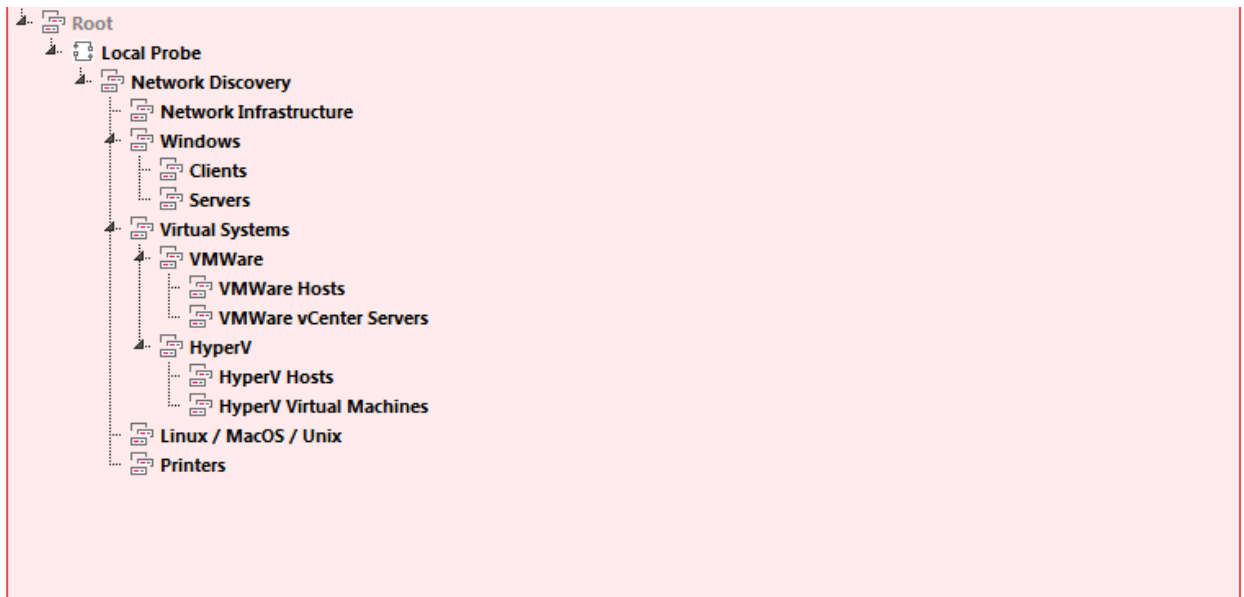 Root
Local Probe
Network Discovery
Network Infrastructure
Windows
Clients
Servers
Virtual Systems
VMWare
VMWare Hosts
VMWare vCenter Servers
HyperV
HyperV Hosts
HyperV Virtual Machines
Linux / MacOS / Unix
Printers